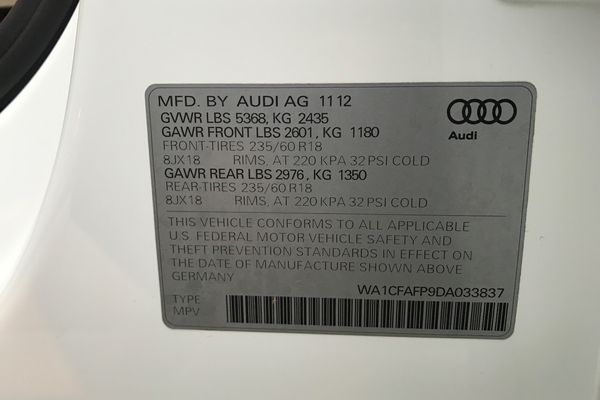 MFD. BY AUDI AG 11 12
GVWR LBS 5368, KG 2435
GAWR FRONT LBS 2601, KG 1180
FRONT-TIRES 235/60 R18
8JX18 RIMS, AT 220 KPA 32 PSI COLD
GAWR REAR LBS 2976, KG 1350
REAR-TIRES 235/60 R18
8JX18 RIMS, AT 220 KPA 32 PSI COLD
THIS VEHICLE CONFORMS TO ALL APPLICABLE
U.S. FEDERAL MOTOR VEHICLE SAFETY AND
THEFT PREVENTION STANDARDS IN EFFECT ON
THE DATE OF MANUFACTURE SHOWN ABOVE
GERMANY
WA1CFAFP9DA033837
TYPE
MPV
Audi